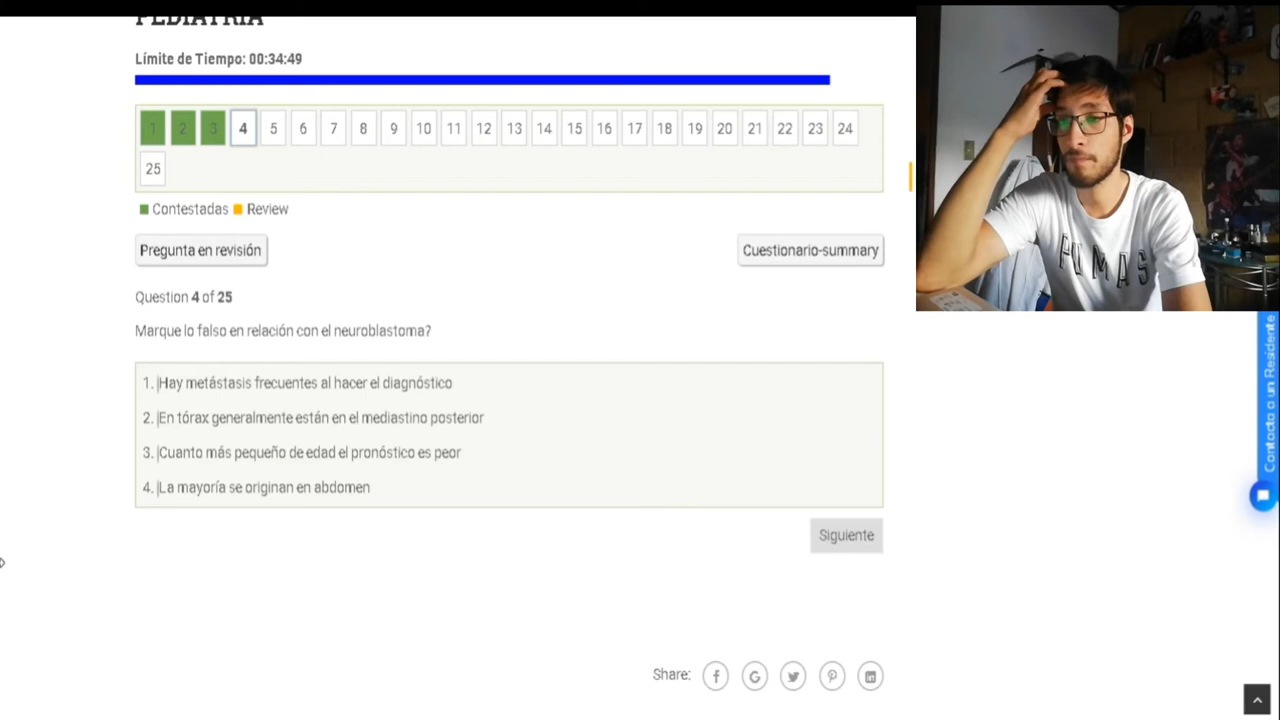 PEDIATRIA
Límite de Tiempo: 00:34:49
1 2 3 4 5 6 7 8 9 10 11 12 13 14 15 16 17 18 19 20 21 22 23 24
25
Contestadas Review
Pregunta en revisión
Cuestionario-summary
Question 4 of 25
Marque lo falso en relación con el neuroblastoma?
1. Hay metástasis frecuentes al hacer el diagnóstico
2. En tórax generalmente están en el mediastino posterior
3. Cuanto más pequeño de edad el pronóstico es peor
4. La mayoría se originan en abdomen
Siguiente
Share:
PUMAS
Contacta a un Residente